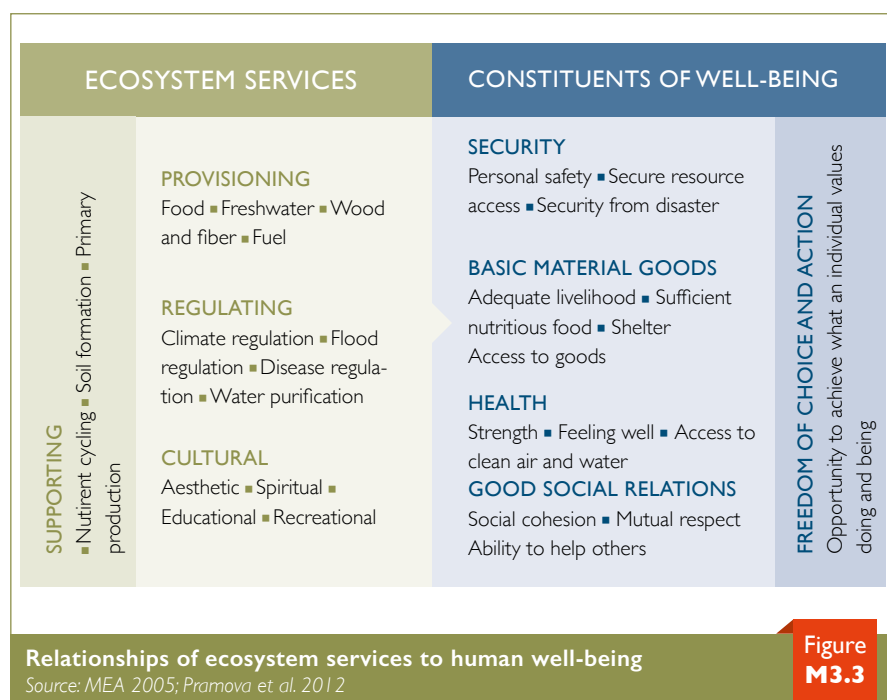 ECOSYSTEM SERVICES
SUPPORTING
▪ Nutirent cycling ▪ Soil formation ▪ Primary
production
PROVISIONING
Food ▪ Freshwater ▪ Wood
and fiber ▪ Fuel
REGULATING
Climate regulation ▪ Flood
regulation ▪ Disease regula-
tion ▪ Water purification
CULTURAL
Aesthetic ▪ Spiritual ▪
Educational ▪ Recreational
CONSTITUENTS OF WELL-BEING
SECURITY
Personal safety ▪ Secure resource
access ▪ Security from disaster
BASIC MATERIAL GOODS
Adequate livelihood ▪ Sufficient
nutritious food ▪ Shelter
Access to goods
HEALTH
Strength ▪ Feeling well ▪ Access to
clean air and water
GOOD SOCIAL RELATIONS
Social cohesion ▪ Mutual respect
Ability to help others
FREEDOM OF CHOICE AND ACTION
Opportunity to achieve what an individual values
doing and being
Relationships of ecosystem services to human well-being
Source: MEA 2005; Pramova et al. 2012
Figure
M3.3